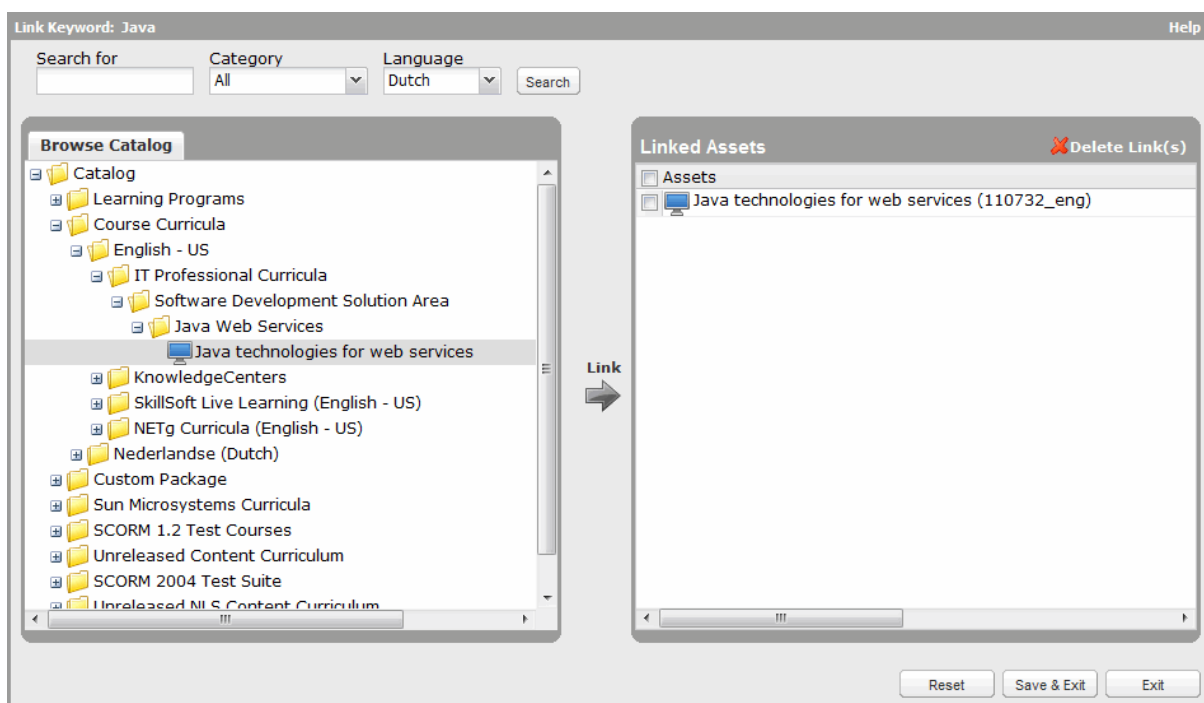 Link Keyword: Java
Help
Search for
Category
Language
All
Dutch
Search
Browse Catalog
Catalog
Learning Programs
Course Curricula
English - US
IT Professional Curricula
Software Development Solution Area
Java Web Services
Java technologies for web services
KnowledgeCenters
SkillSoft Live Learning (English - US)
NETg Curricula (English - US)
Nederlandse (Dutch)
Custom Package
Sun Microsystems Curricula
SCORM 1.2 Test Courses
Unreleased Content Curriculum
SCORM 2004 Test Suite
Unreleased NLS Content Curriculum
Link
Linked Assets
Delete Link(s)
Assets
Java technologies for web services (110732_eng)
Reset
Save & Exit
Exit